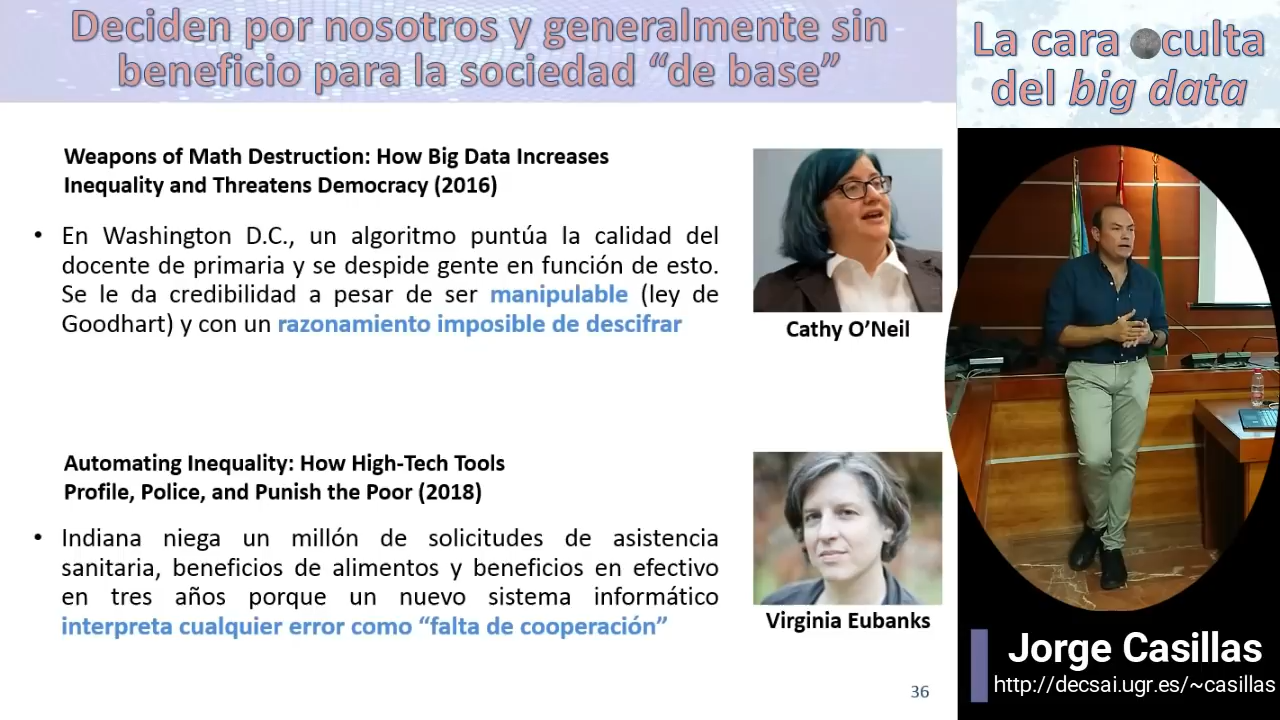 Deciden por nosotros y generalmente sin
beneficio para la sociedad “de base”
Weapons of Math Destruction: How Big Data Increases
Inequality and Threatens Democracy (2016)
• En Washington D.C., un algoritmo puntúa la calidad del
docente de primaria y se despide gente en función de esto.
Se le da credibilidad a pesar de ser manipulable (ley de
Goodhart) y con un razonamiento imposible de descifrar
Cathy O’Neil
Automating Inequality: How High-Tech Tools
Profile, Police, and Punish the Poor (2018)
• Indiana niega un millón de solicitudes de asistencia
sanitaria, beneficios de alimentos y beneficios en efectivo
en tres años porque un nuevo sistema informático
interpreta cualquier error como “falta de cooperación”
Virginia Eubanks
36
La cara oculta
del big data
Jorge Casillas
http://decsai.ugr.es/~casillas